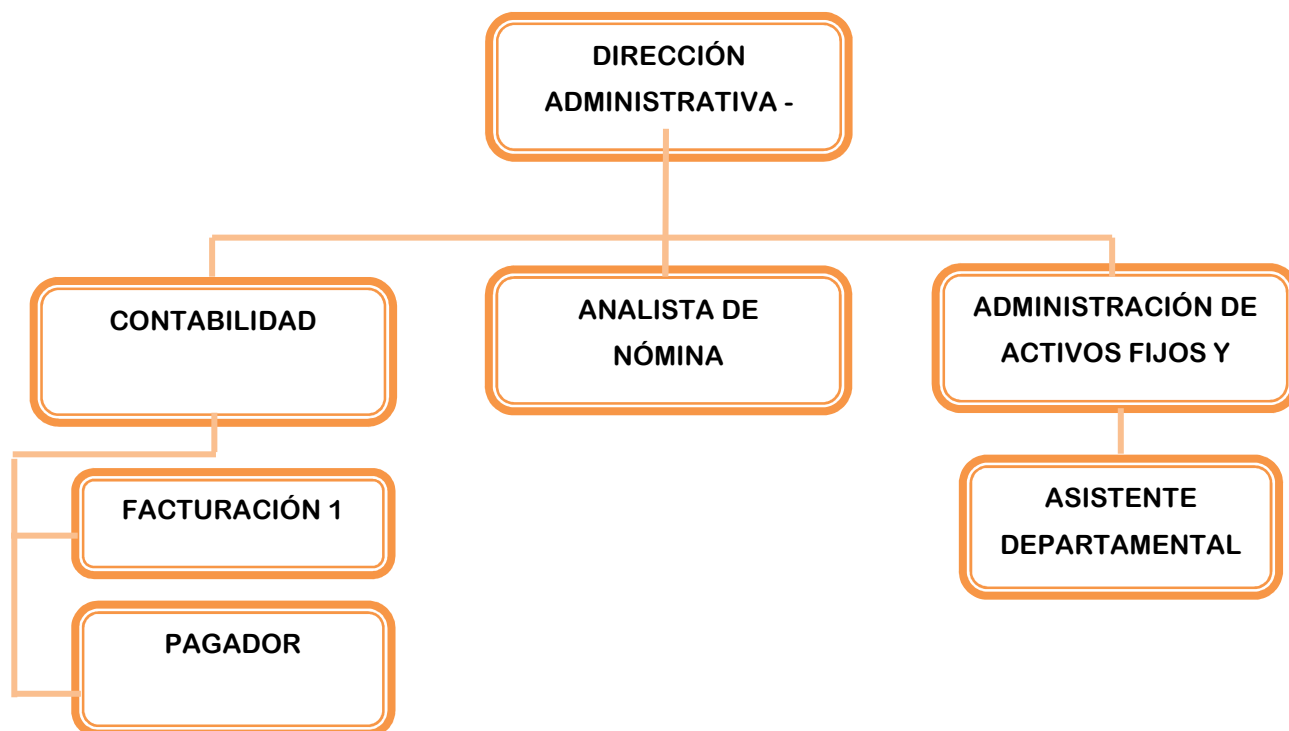 DIRECCIÓN
ADMINISTRATIVA -
CONTABILIDAD
ANALISTA DE
NÓMINA
ADMINISTRACIÓN DE
ACTIVOS FIJOS Y
FACTURACIÓN 1
PAGADOR
ASISTENTE
DEPARTAMENTAL